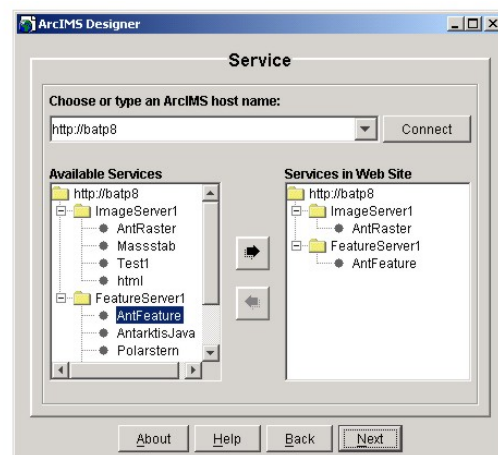 ArcIMS Designer
Service
Choose or type an ArcIMS host name:
http://batp8
Connect
Available Services
http://batp8
ImageServer1
AntRaster
Massstab
Test1
html
FeatureServer1
AntFeature
AntarktisJava
Polarstern
Services in Web Site
http://batp8
ImageServer1
AntRaster
FeatureServer1
AntFeature
About
Help
Back
Next